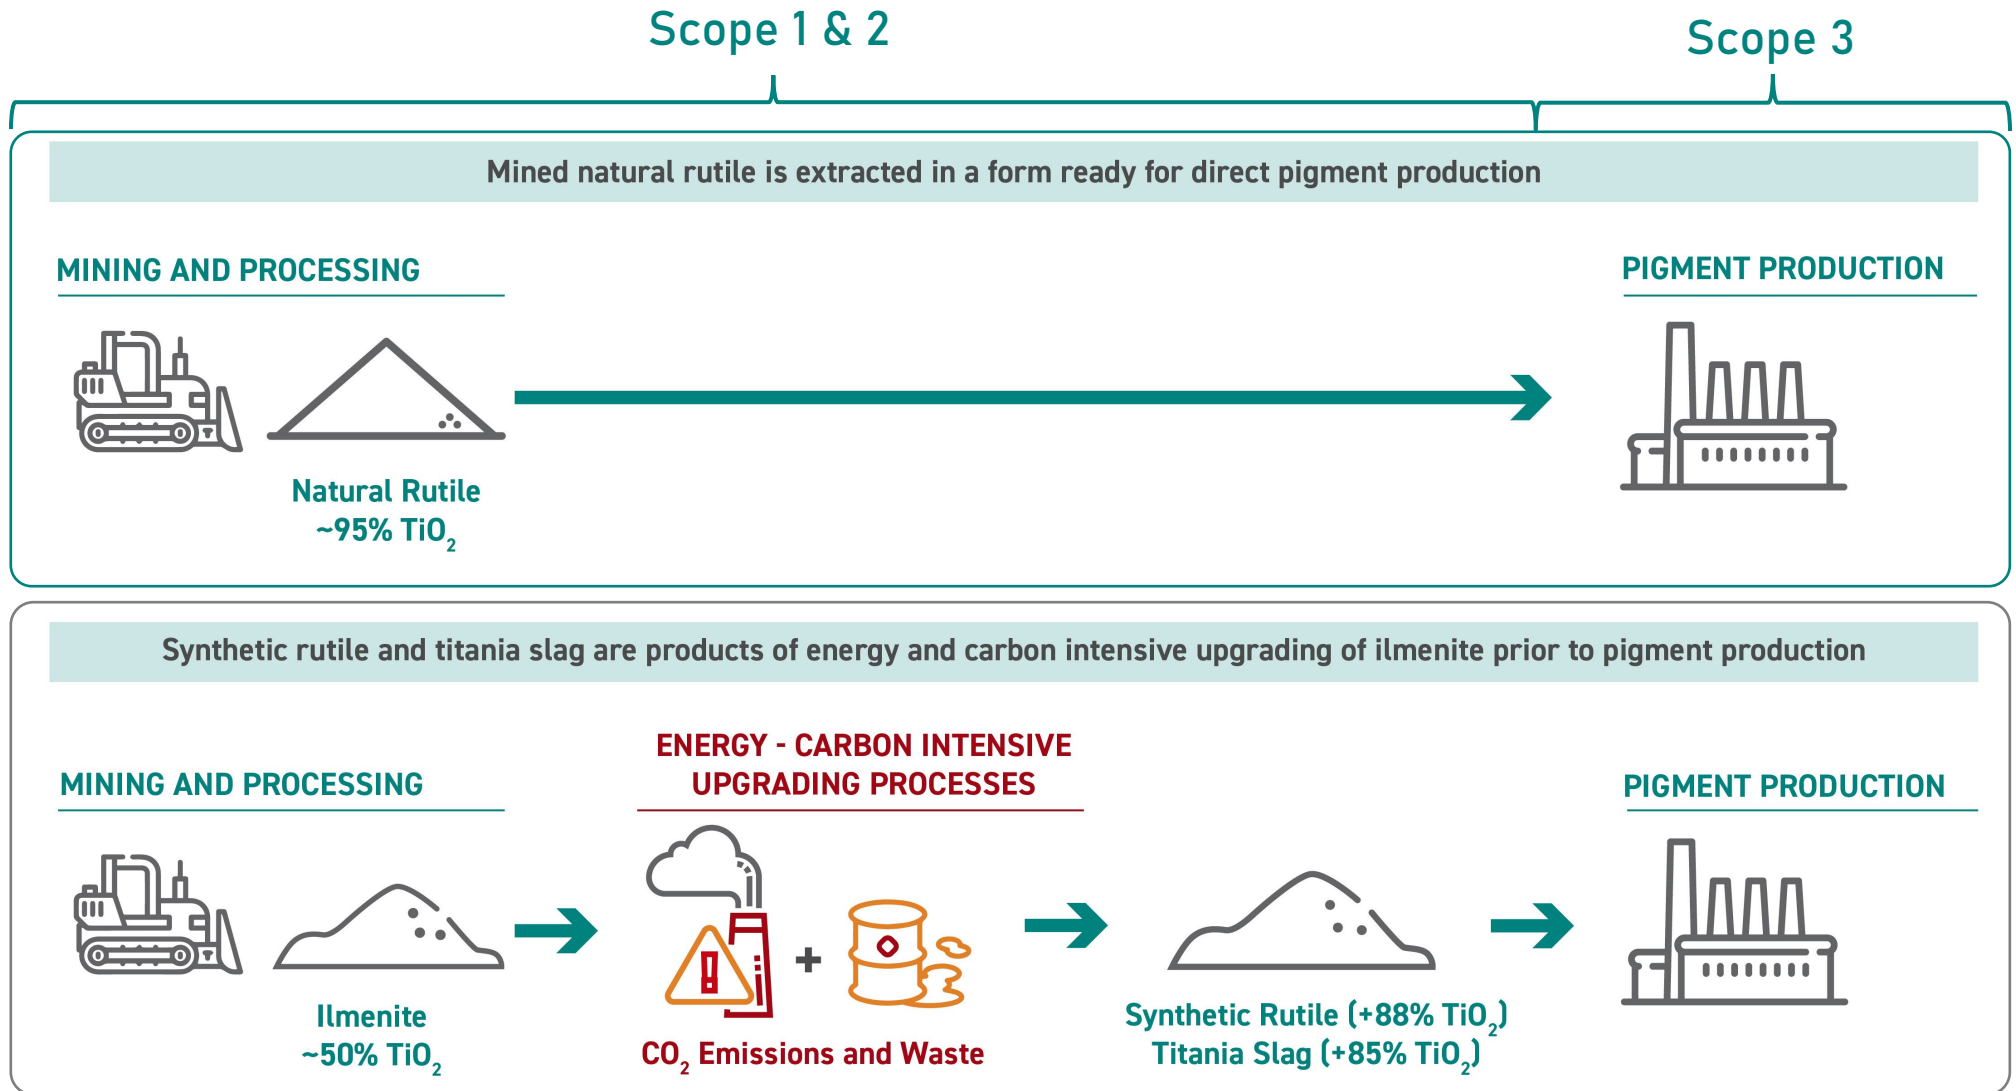 Scope 1 & 2
Scope 3
Mined natural rutile is extracted in a form ready for direct pigment production
MINING AND PROCESSING
PIGMENT PRODUCTION
Natural Rutile
~95% TiO₂
Synthetic rutile and titania slag are products of energy and carbon intensive upgrading of ilmenite prior to pigment production
MINING AND PROCESSING
ENERGY - CARBON INTENSIVE
UPGRADING PROCESSES
PIGMENT PRODUCTION
+
Ilmenite
~50% TiO₂
CO₂ Emissions and Waste
Synthetic Rutile (+88% TiO₂)
Titania Slag (+85% TiO₂)